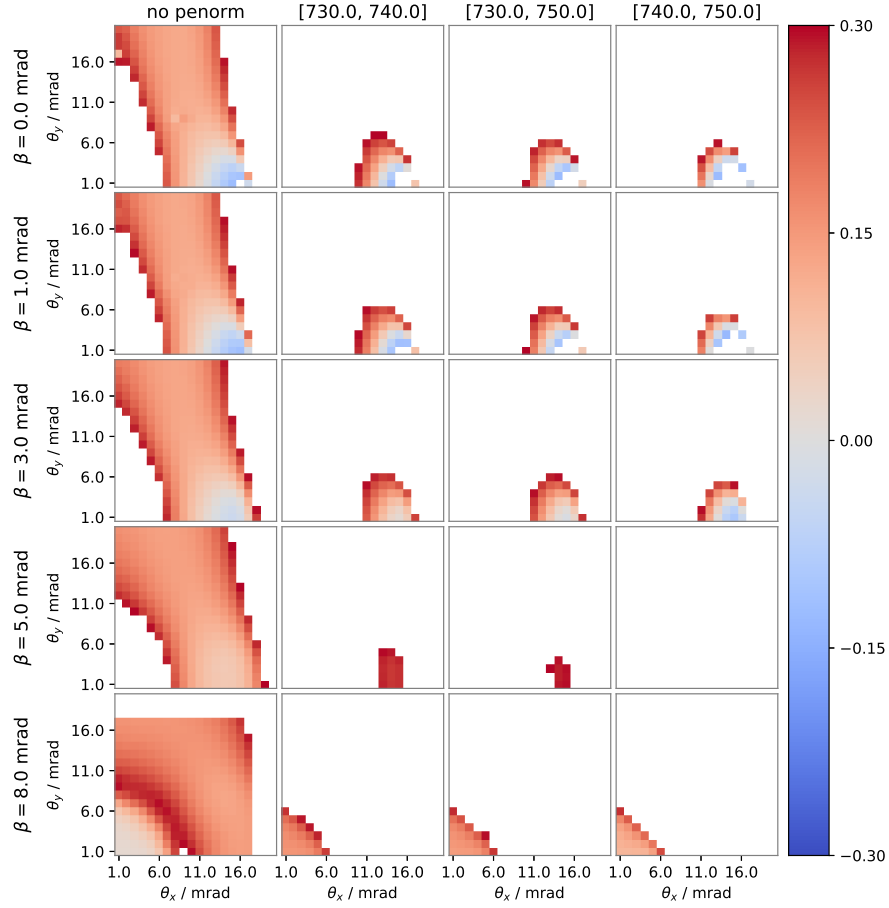 no penorm [730.0, 740.0] [730.0, 750.0] [740.0, 750.0]
β = 0.0 mrad
θy / mrad
16.0
11.0
6.0
1.0
β = 1.0 mrad
θy / mrad
16.0
11.0
6.0
1.0
β = 3.0 mrad
θy / mrad
16.0
11.0
6.0
1.0
β = 5.0 mrad
θy / mrad
16.0
11.0
6.0
1.0
β = 8.0 mrad
θy / mrad
16.0
11.0
6.0
1.0
1.0 6.0 11.0 16.0 1.0 6.0 11.0 16.0 1.0 6.0 11.0 16.0 1.0 6.0 11.0 16.0
θx / mrad θx / mrad θx / mrad θx / mrad
0.30
0.15
0.00
−0.15
−0.30